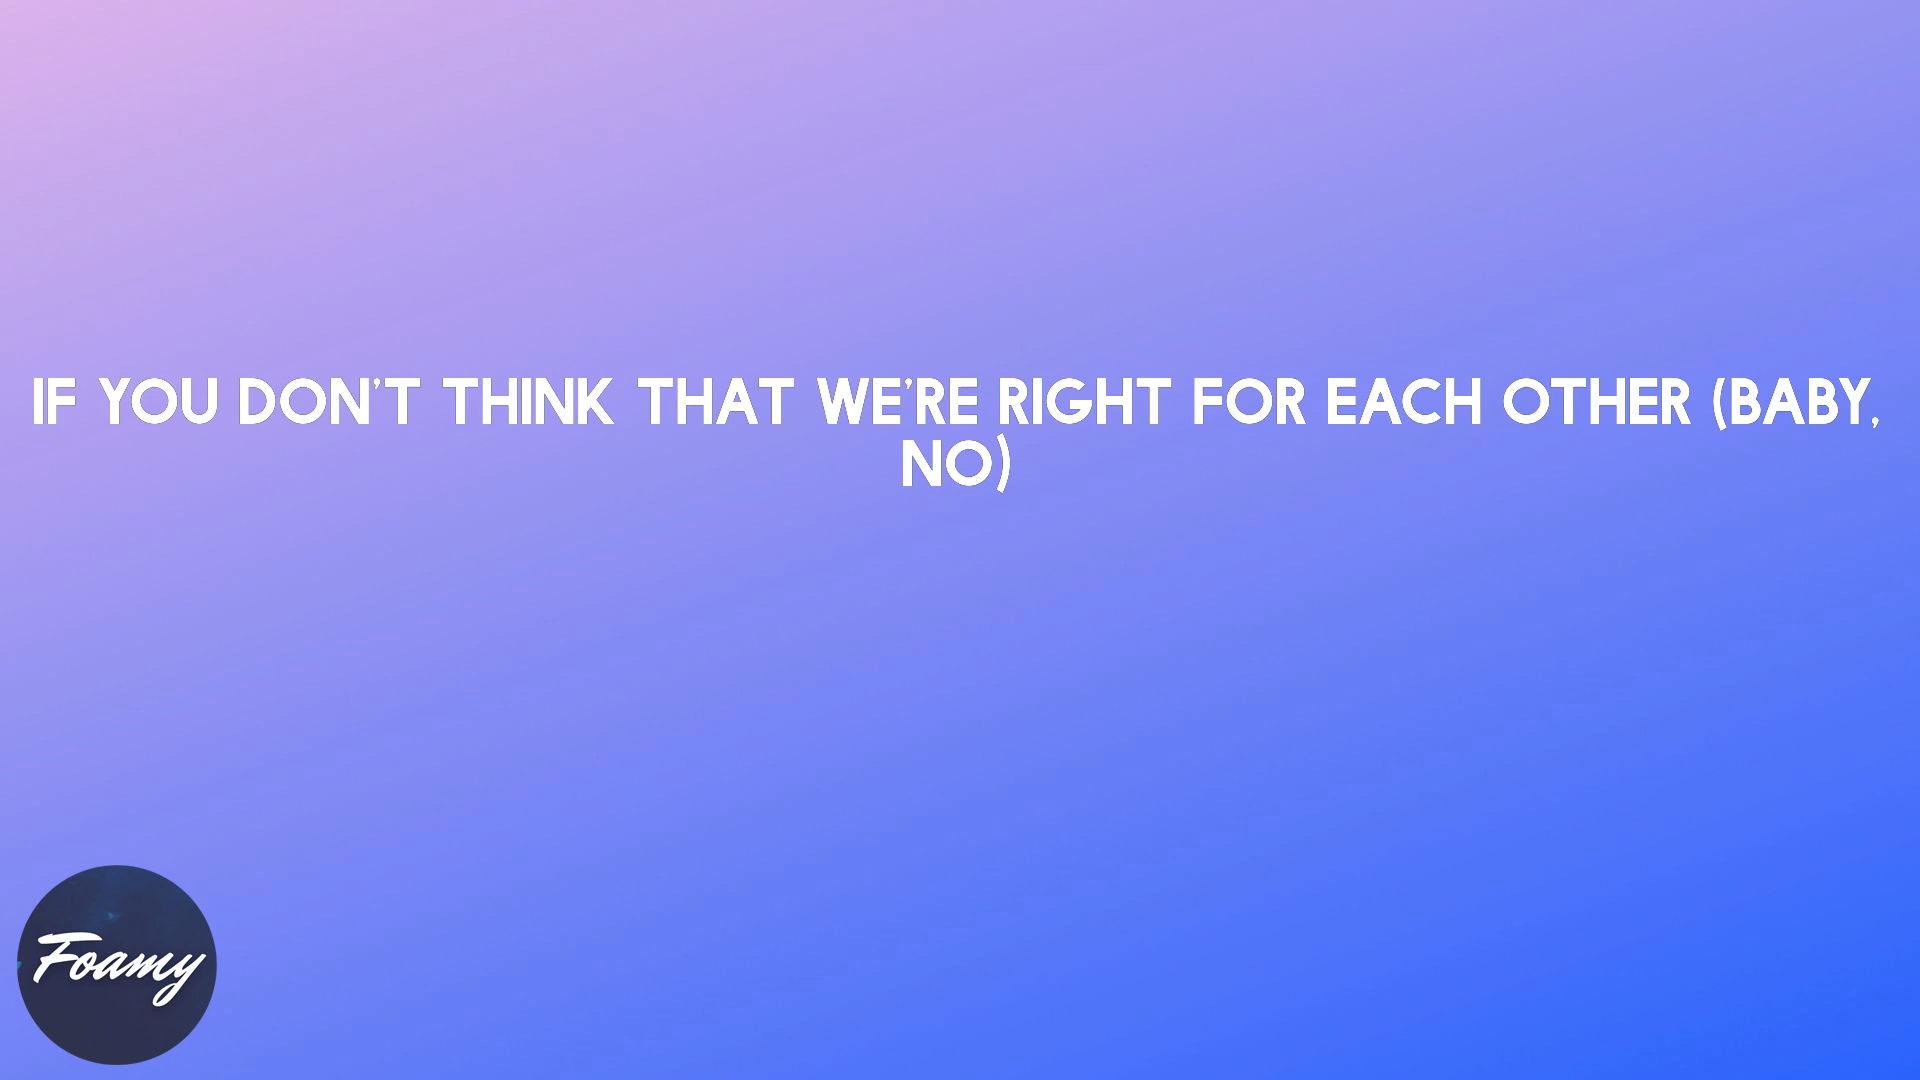 IF YOU DON'T THINK THAT WE'RE RIGHT FOR EACH OTHER (BABY,
NO)
Foamy